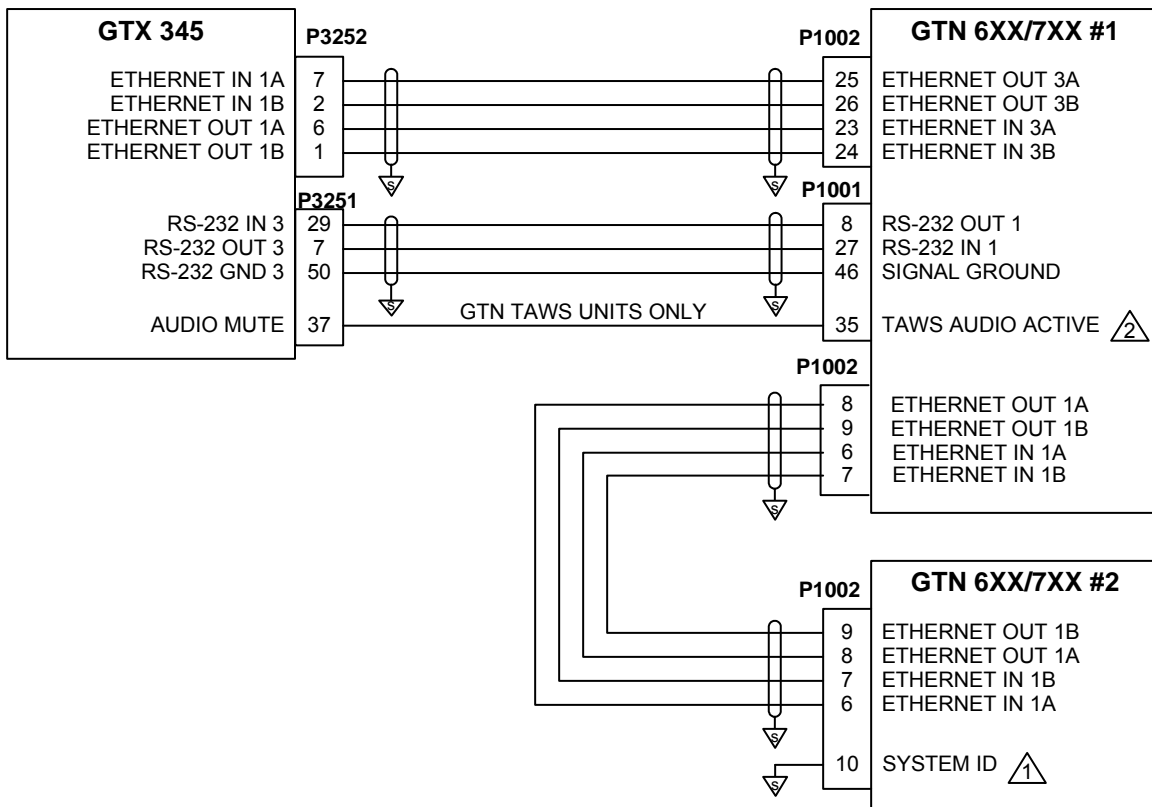 GTX 345
P3252
P1002
GTN 6XX/7XX #1
ETHERNET IN 1A 7 25 ETHERNET OUT 3A
ETHERNET IN 1B 2 26 ETHERNET OUT 3B
ETHERNET OUT 1A 6 23 ETHERNET IN 3A
ETHERNET OUT 1B 1 24 ETHERNET IN 3B
S S
P3251
P1001
RS-232 IN 3 29 8 RS-232 OUT 1
RS-232 OUT 3 7 27 RS-232 IN 1
RS-232 GND 3 50 46 SIGNAL GROUND
S S
AUDIO MUTE 37 GTN TAWS UNITS ONLY 35 TAWS AUDIO ACTIVE 2
P1002
8 ETHERNET OUT 1A
9 ETHERNET OUT 1B
6 ETHERNET IN 1A
7 ETHERNET IN 1B
S
GTN 6XX/7XX #2
P1002
9 ETHERNET OUT 1B
8 ETHERNET OUT 1A
7 ETHERNET IN 1B
6 ETHERNET IN 1A
S
10 SYSTEM ID 1
S